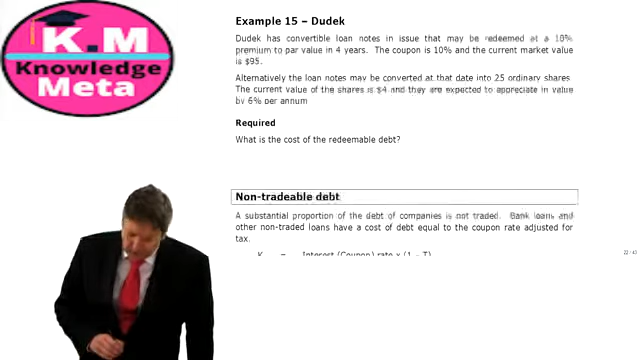 K.M
Knowledge
Meta
Example 15 – Dudek
Dudek has convertible loan notes in issue that may be redeemed at a 10%
premium to par value in 4 years. The coupon is 10% and the current market value
is $95.
Alternatively the loan notes may be converted at that date into 25 ordinary shares
The current value of the shares is $4 and they are expected to appreciate in value
by 6% per annum
Required
What is the cost of the redeemable debt?
Non-tradeable debt
A substantial proportion of the debt of companies is not traded. Bank loans and
other non-traded loans have a cost of debt equal to the coupon rate adjusted for
tax.
K = Interest (Coupon) rate x (1 – T)